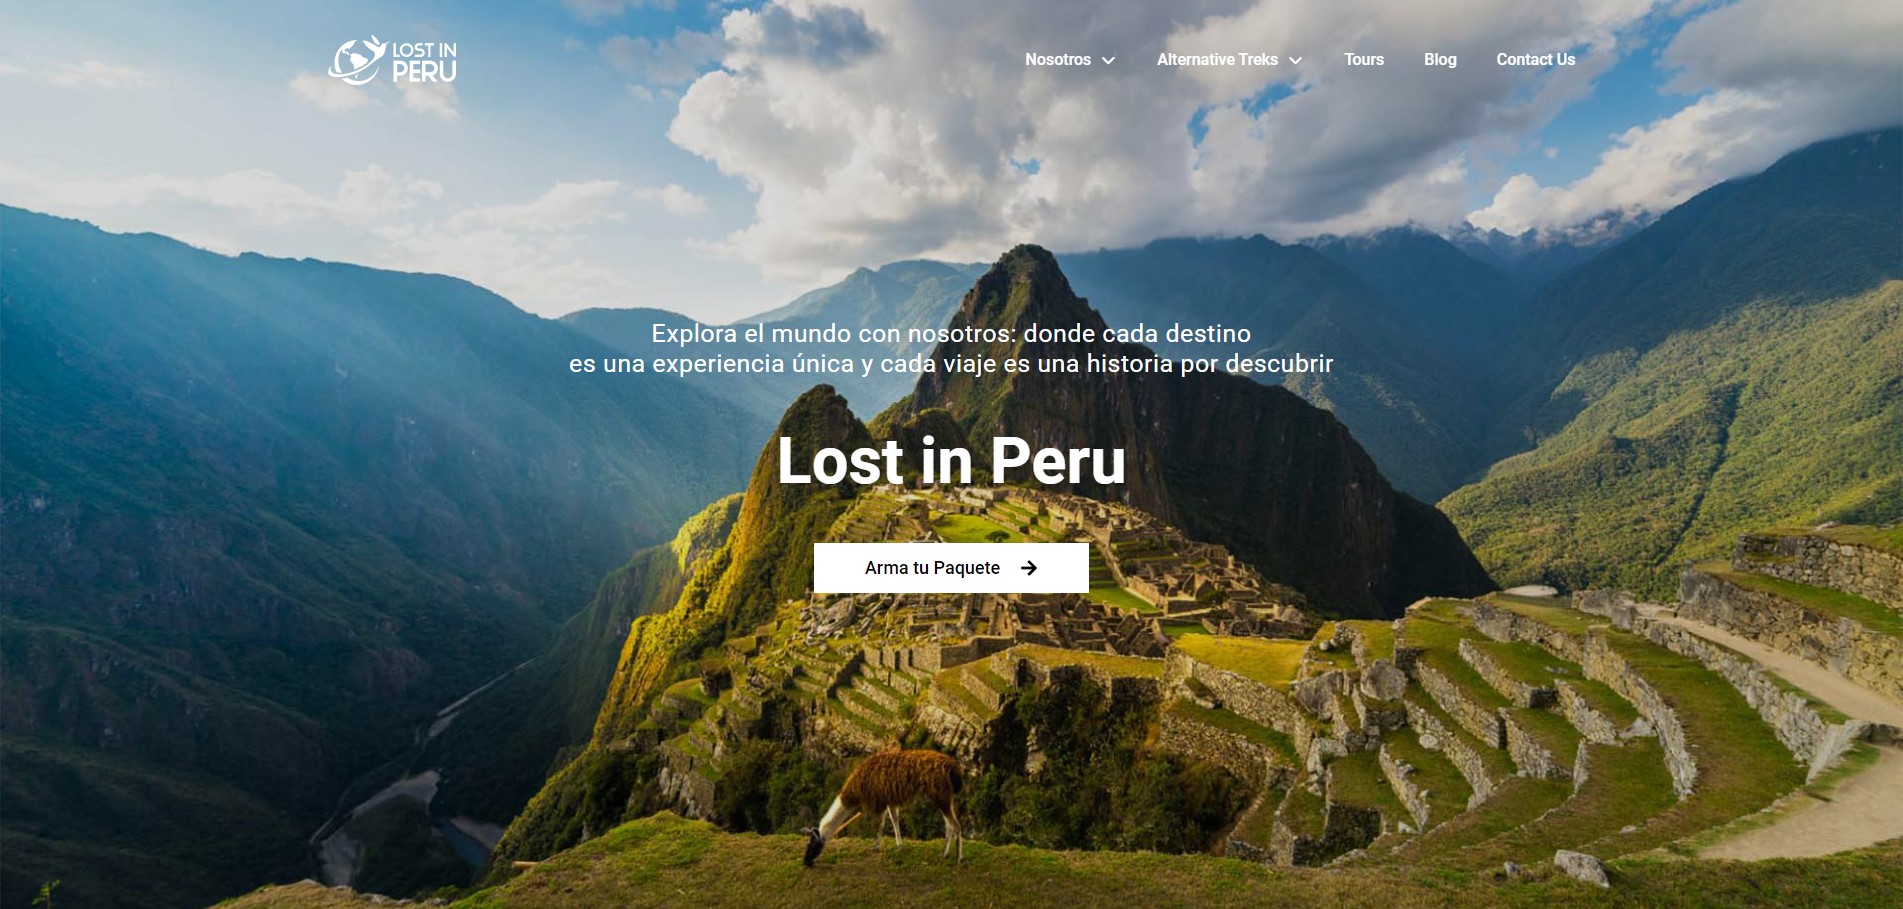 LOST IN
PERU
Nosotros
Alternative Treks
Tours
Blog
Contact Us
Explora el mundo con nosotros: donde cada destino
es una experiencia única y cada viaje es una historia por descubrir
Lost in Peru
Arma tu Paquete